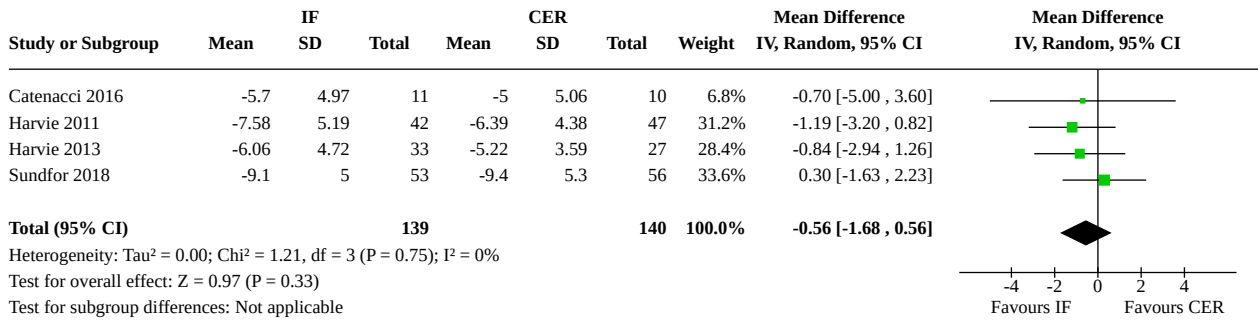 IF CER Mean Difference Mean Difference
Study or Subgroup Mean SD Total Mean SD Total Weight IV, Random, 95% CI IV, Random, 95% CI
Catenacci 2016 -5.7 4.97 11 -5 5.06 10 6.8% -0.70 [-5.00 , 3.60]
Harvie 2011 -7.58 5.19 42 -6.39 4.38 47 31.2% -1.19 [-3.20 , 0.82]
Harvie 2013 -6.06 4.72 33 -5.22 3.59 27 28.4% -0.84 [-2.94 , 1.26]
Sundfor 2018 -9.1 5 53 -9.4 5.3 56 33.6% 0.30 [-1.63 , 2.23]
Total (95% CI) 139 140 100.0% -0.56 [-1.68 , 0.56]
Heterogeneity: Tau² = 0.00; Chi² = 1.21, df = 3 (P = 0.75); I² = 0%
Test for overall effect: Z = 0.97 (P = 0.33)
-4 -2 0 2 4
Test for subgroup differences: Not applicable Favours IF Favours CER